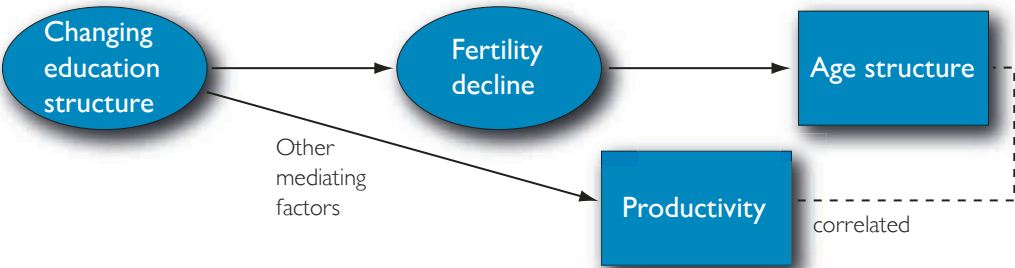 Changing
education
structure
Fertility
decline
Age structure
Other
mediating
factors
Productivity
correlated